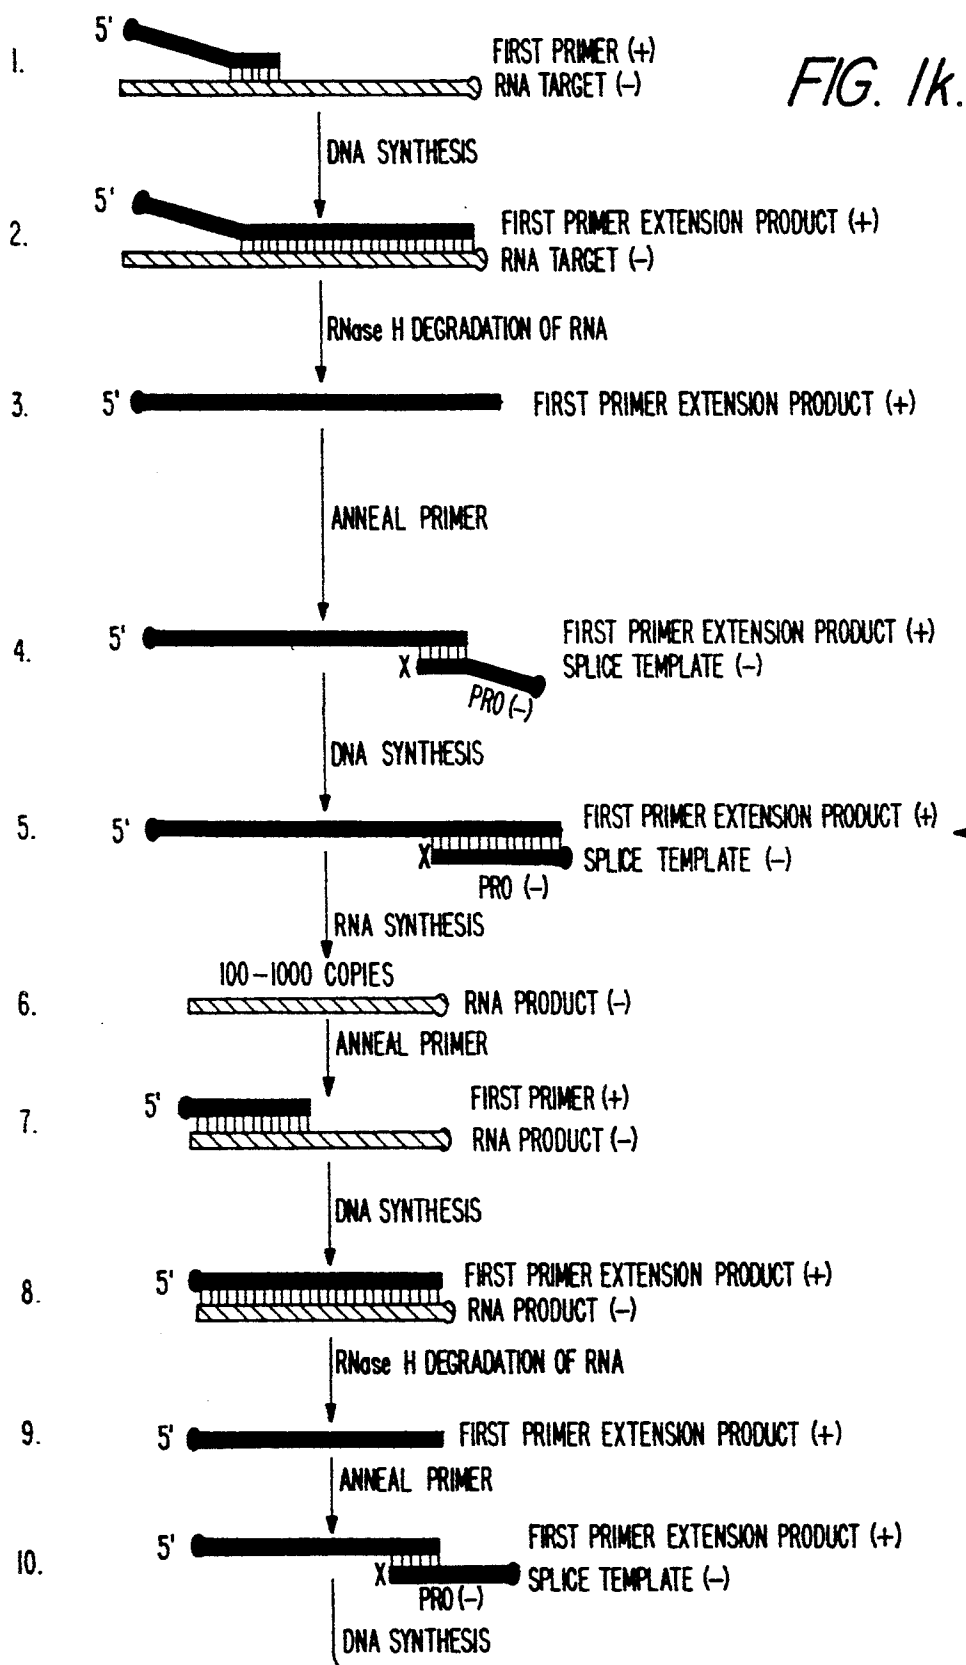 FIG. 1k.
1.
5'
FIRST PRIMER (+)
RNA TARGET (–)
DNA SYNTHESIS
2.
5'
FIRST PRIMER EXTENSION PRODUCT (+)
RNA TARGET (–)
RNase H DEGRADATION OF RNA
3.
5'
FIRST PRIMER EXTENSION PRODUCT (+)
ANNEAL PRIMER
4.
5'
FIRST PRIMER EXTENSION PRODUCT (+)
X
SPLICE TEMPLATE (–)
PRO (–)
DNA SYNTHESIS
5.
5'
FIRST PRIMER EXTENSION PRODUCT (+)
X
SPLICE TEMPLATE (–)
PRO (–)
RNA SYNTHESIS
100–1000 COPIES
6.
RNA PRODUCT (–)
ANNEAL PRIMER
7.
5'
FIRST PRIMER (+)
RNA PRODUCT (–)
DNA SYNTHESIS
8.
5'
FIRST PRIMER EXTENSION PRODUCT (+)
RNA PRODUCT (–)
RNase H DEGRADATION OF RNA
9.
5'
FIRST PRIMER EXTENSION PRODUCT (+)
ANNEAL PRIMER
10.
5'
FIRST PRIMER EXTENSION PRODUCT (+)
X
SPLICE TEMPLATE (–)
PRO (–)
DNA SYNTHESIS